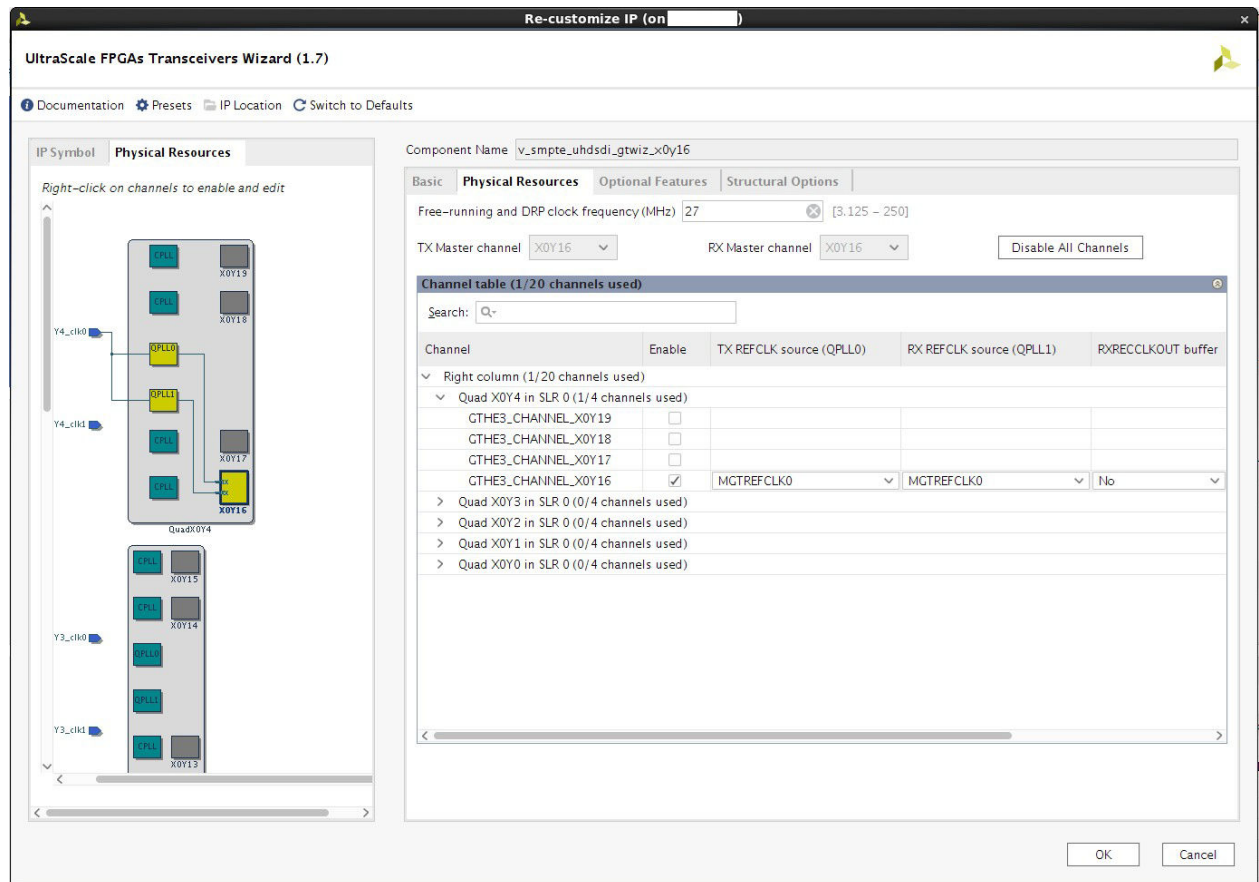 Re-customize IP (on )
UltraScale FPGAs Transceivers Wizard (1.7)
Documentation Presets IP Location Switch to Defaults
IP Symbol Physical Resources
Right-click on channels to enable and edit
CPLL
X0Y19
CPLL
X0Y18
Y4_clk0
QPLL0
QPLL1
Y4_clk1
CPLL
X0Y17
CPLL
TX
RX
X0Y16
QuadX0Y4
CPLL
X0Y15
CPLL
X0Y14
Y3_clk0
QPLL0
QPLL1
Y3_clk1
CPLL
X0Y13
Component Name v_smpte_uhdsdi_gtwiz_x0y16
Basic Physical Resources Optional Features Structural Options
Free-running and DRP clock frequency (MHz) 27 [3.125 - 250]
TX Master channel X0Y16 RX Master channel X0Y16 Disable All Channels
Channel table (1/20 channels used)
Search: Q-
Channel Enable TX REFCLK source (QPLL0) RX REFCLK source (QPLL1) RXRECCLKOUT buffer
Right column (1/20 channels used)
Quad X0Y4 in SLR 0 (1/4 channels used)
GTHE3_CHANNEL_X0Y19
GTHE3_CHANNEL_X0Y18
GTHE3_CHANNEL_X0Y17
GTHE3_CHANNEL_X0Y16 MGTREFCLK0 MGTREFCLK0 No
Quad X0Y3 in SLR 0 (0/4 channels used)
Quad X0Y2 in SLR 0 (0/4 channels used)
Quad X0Y1 in SLR 0 (0/4 channels used)
Quad X0Y0 in SLR 0 (0/4 channels used)
OK Cancel